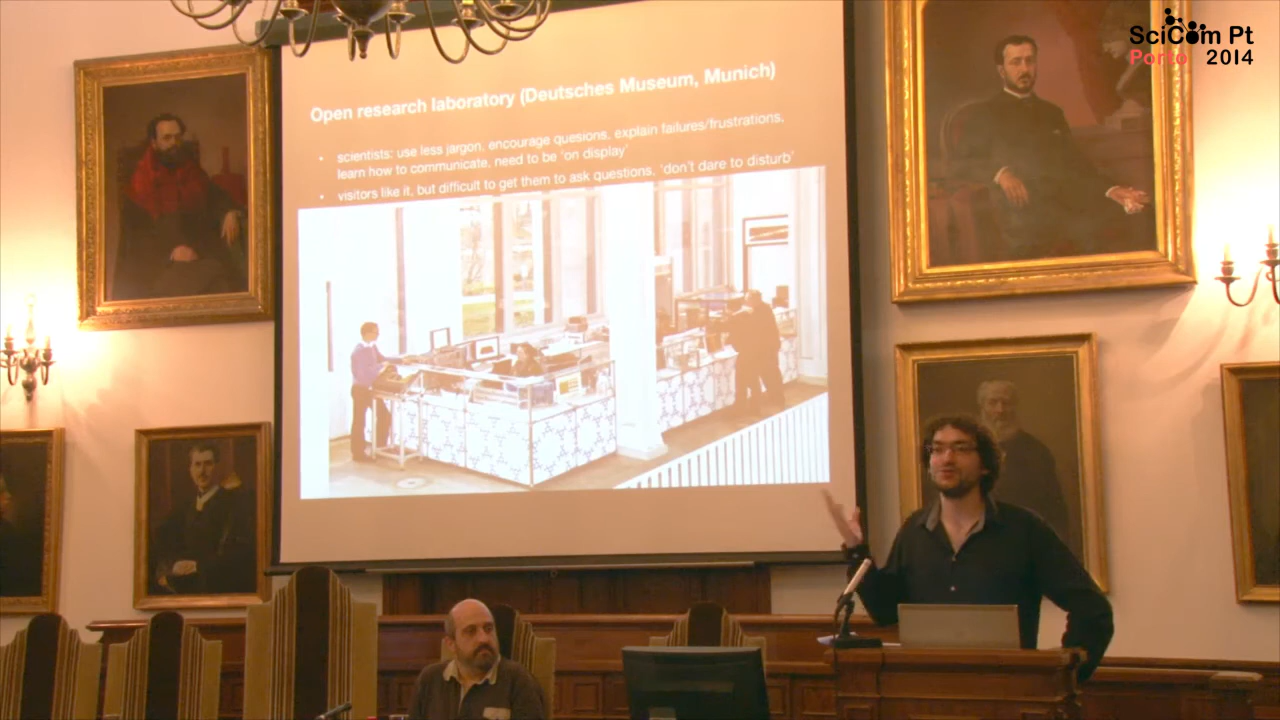 SciCom Pt
Porto 2014
Open research laboratory (Deutsches Museum, Munich)
• scientists: use less jargon, encourage quesions, explain failures/frustrations,
learn how to communicate, need to be 'on display'
• visitors like it, but difficult to get them to ask questions, 'don't dare to disturb'